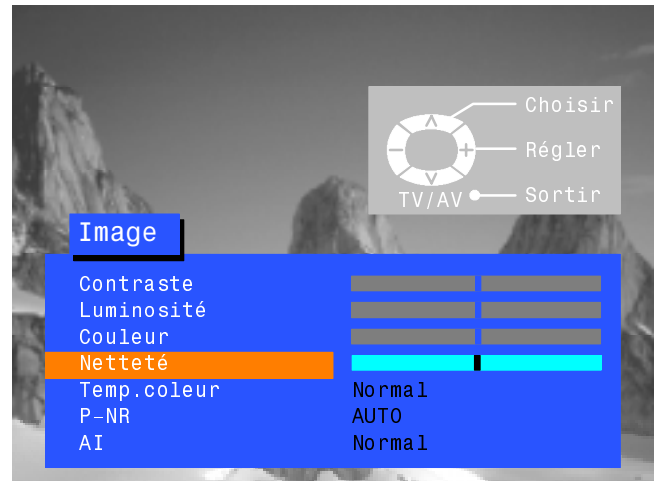 Choisir
Régler
TV/AV Sortir
Image
Contraste
Luminosité
Couleur
Netteté
Temp.coleur Normal
P-NR AUTO
AI Normal